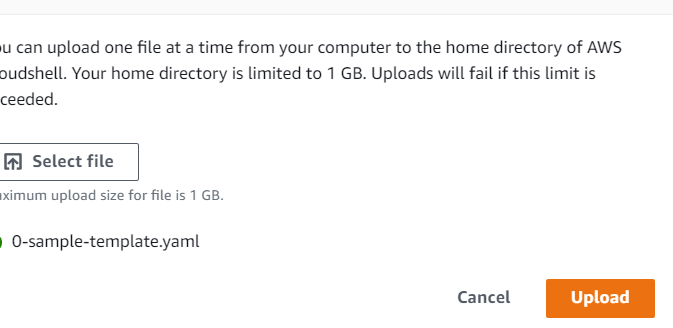 u can upload one file at a time from your computer to the home directory of AWS
oudshell. Your home directory is limited to 1 GB. Uploads will fail if this limit is
ceeded.
Select file
ximum upload size for file is 1 GB.
0-sample-template.yaml
Cancel Upload